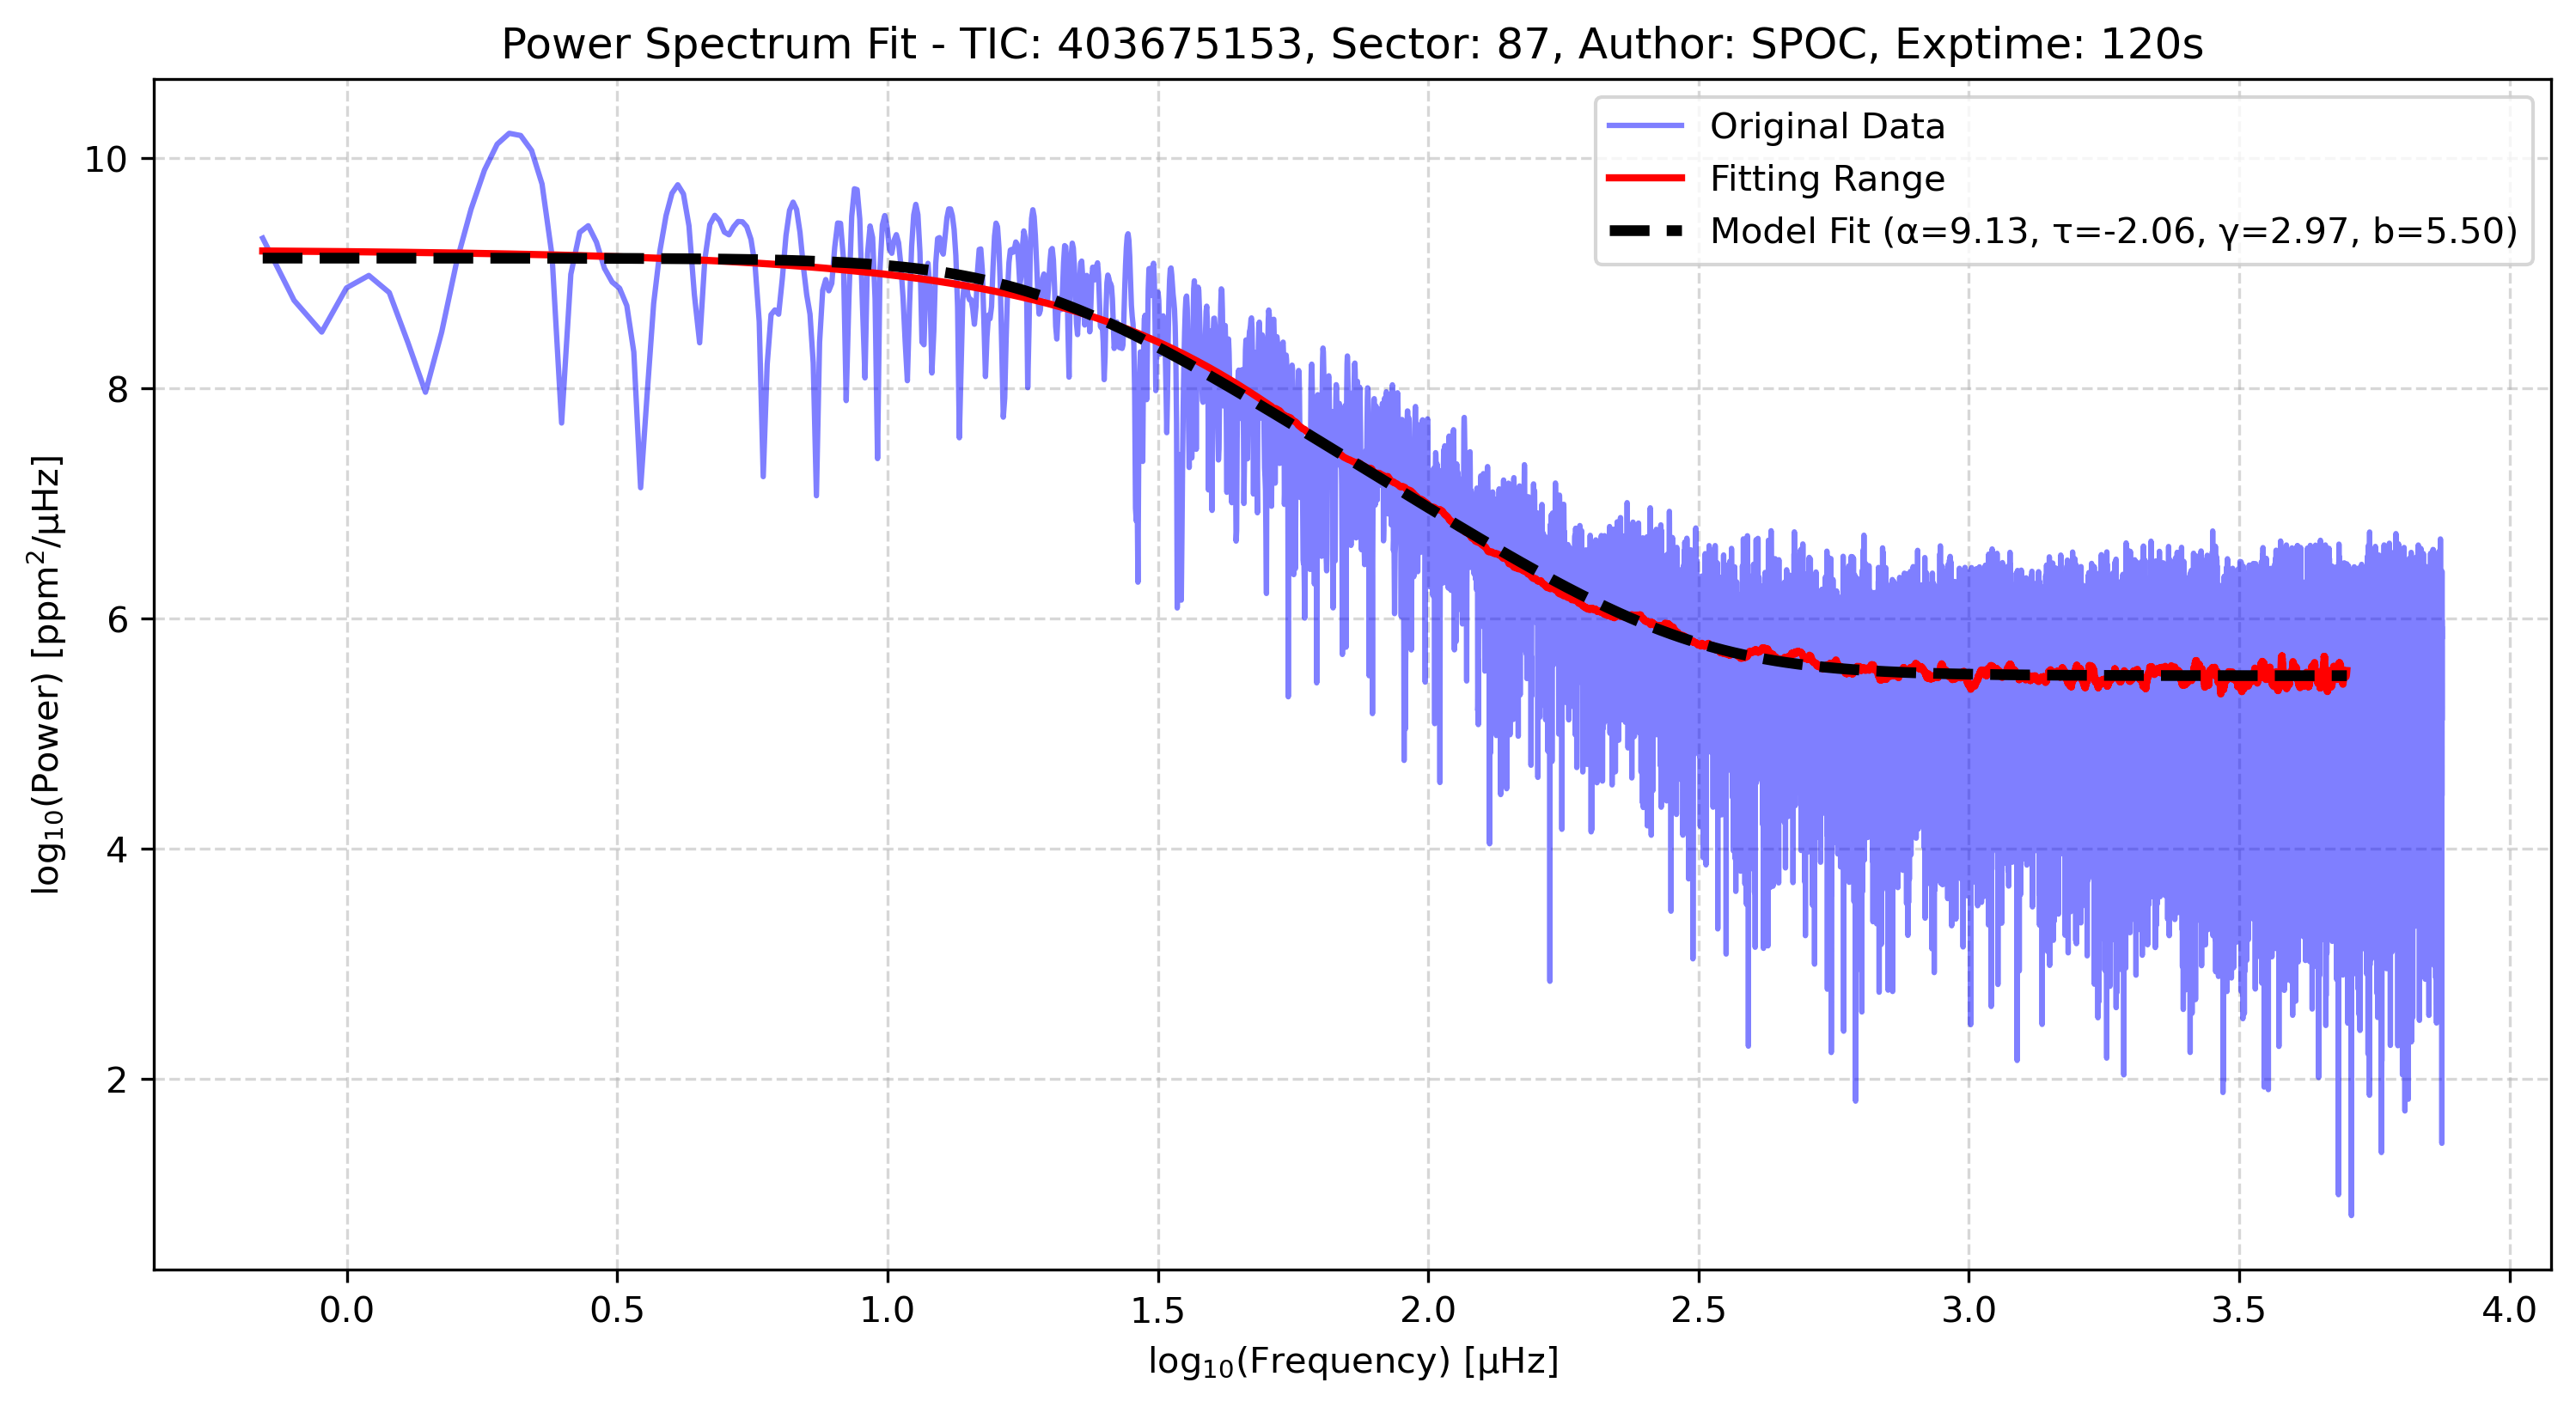 Power Spectrum Fit - TIC: 403675153, Sector: 87, Author: SPOC, Exptime: 120s
Original Data
Fitting Range
Model Fit (α=9.13, τ=-2.06, γ=2.97, b=5.50)
log₁₀(Power) [ppm²/μHz]
10
8
6
4
2
0.0 0.5 1.0 1.5 2.0 2.5 3.0 3.5 4.0
log₁₀(Frequency) [μHz]